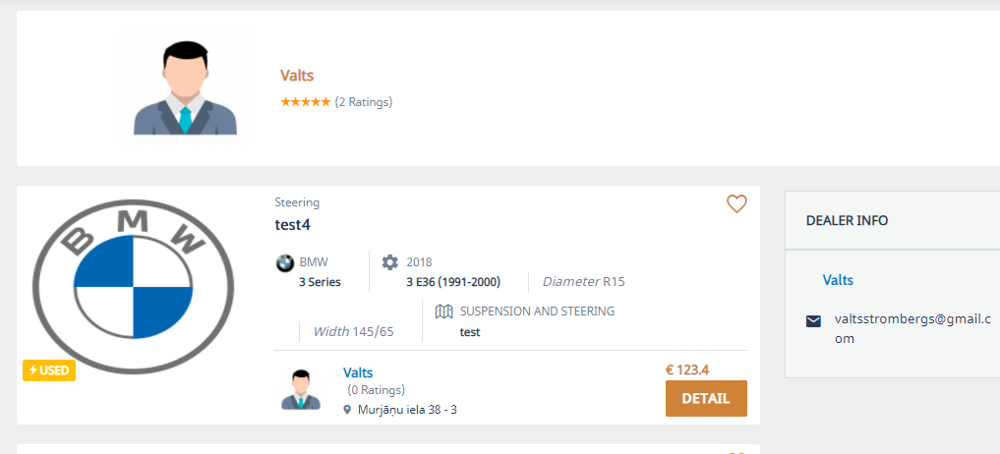 Valts
(2 Ratings)
Steering
test4
BMW
3 Series
2018
3 E36 (1991-2000)
Diameter R15
Width 145/65
SUSPENSION AND STEERING
test
BMW
USED
Valts
(0 Ratings)
Murjāņu iela 38 - 3
€ 123.4
DETAIL
DEALER INFO
Valts
valtsstrombergs@gmail.c
om